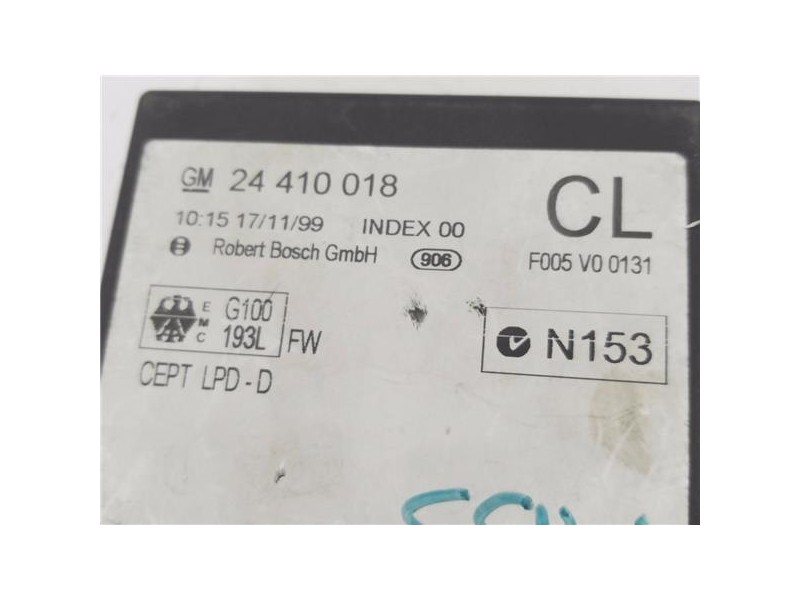 GM 24 410 018
CL
10:15 17/11/99 INDEX 00
Robert Bosch GmbH 906
F005 V0 0131
EMC G100
193L FW
N153
CEPT LPD - D